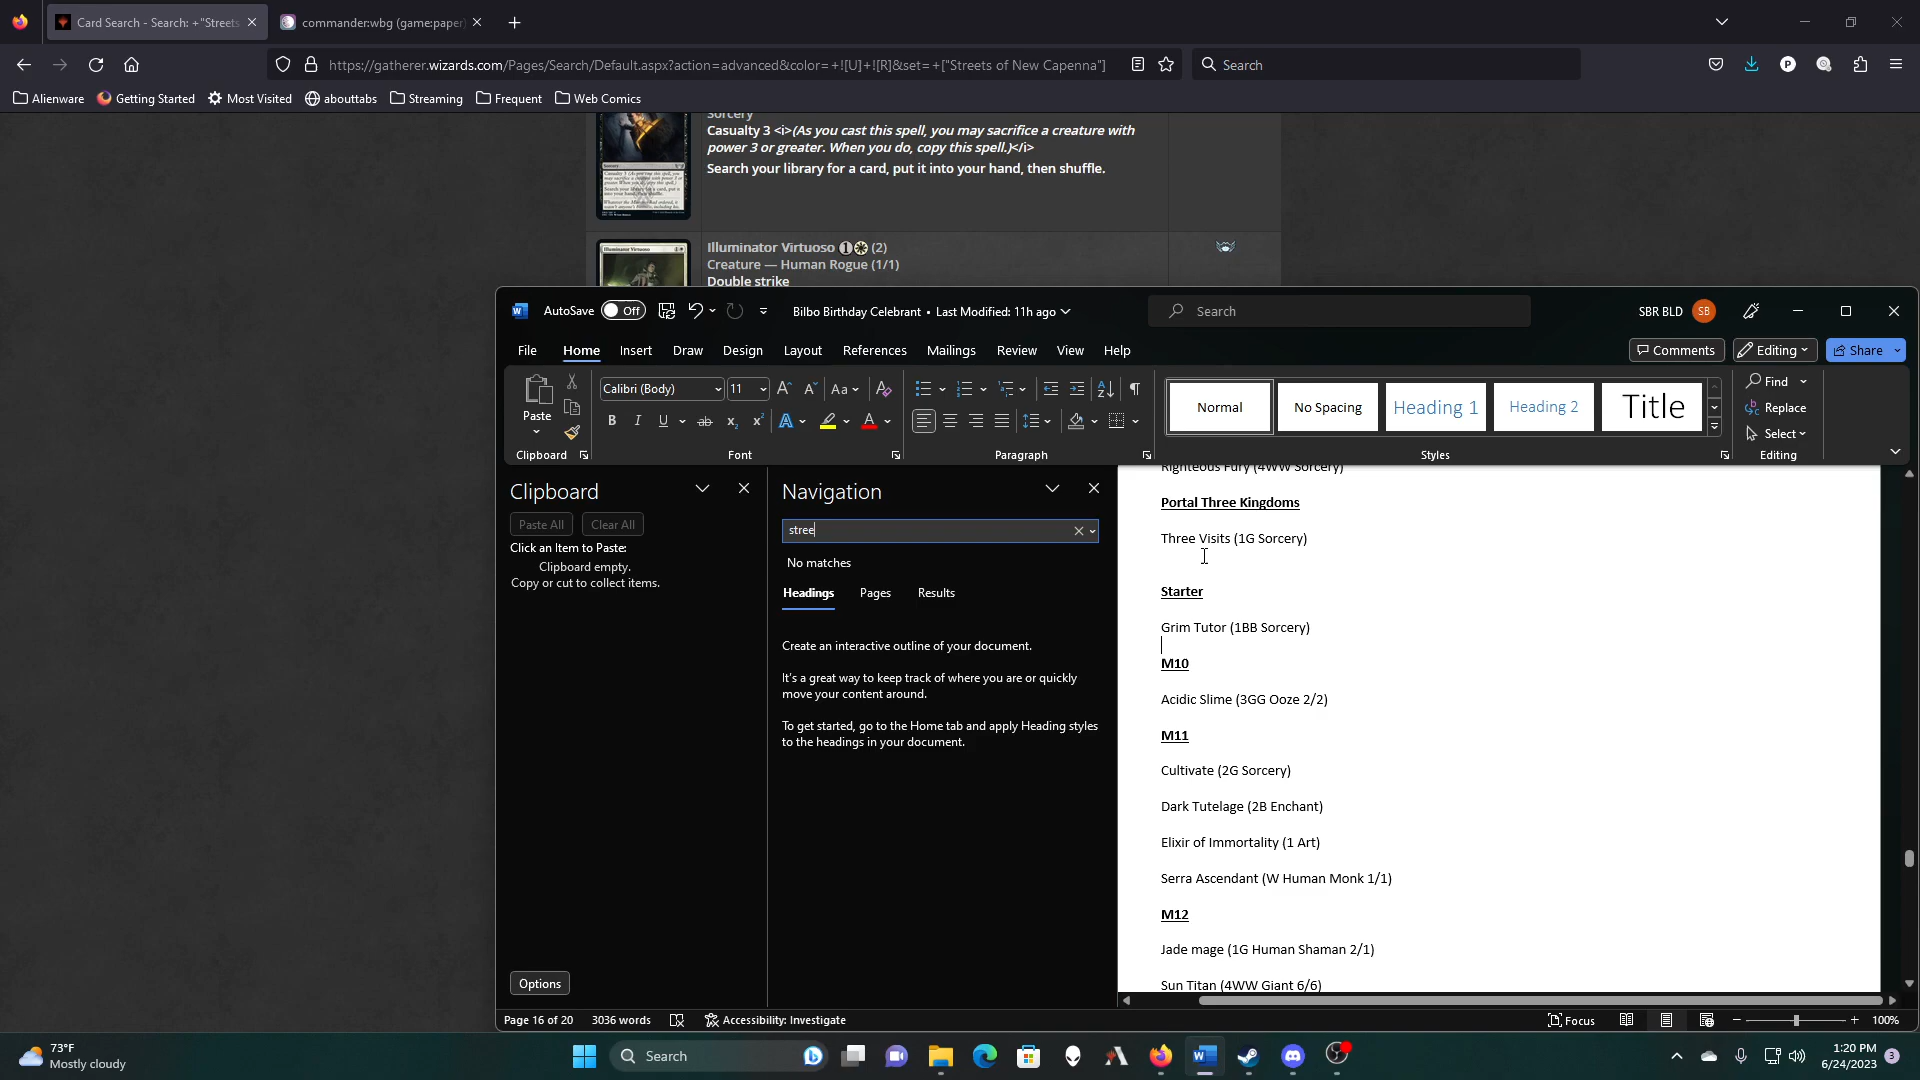 Card Search - Search: +"Streets
commander:wbg (game:paper)
https://gatherer.wizards.com/Pages/Search/Default.aspx?action=advanced&color=+![U]+![R]&set=+["Streets of New Capenna"]
Search
Alienware
Getting Started
Most Visited
abouttabs
Streaming
Frequent
Web Comics
Sorcery
Casualty 3 <i>(As you cast this spell, you may sacrifice a creature with
power 3 or greater. When you do, copy this spell.)</i>
Search your library for a card, put it into your hand, then shuffle.
Illuminator Virtuoso
Illuminator Virtuoso 1 (2)
Creature — Human Rogue (1/1)
Double strike
AutoSave
Off
Bilbo Birthday Celebrant • Last Modified: 11h ago
Search
SBR BLD
SB
File
Home
Insert
Draw
Design
Layout
References
Mailings
Review
View
Help
Comments
Editing
Share
Paste
Calibri (Body)
11
Normal
No Spacing
Heading 1
Heading 2
Title
Find
Replace
Select
Clipboard
Font
Paragraph
Styles
Editing
Clipboard
Paste All
Clear All
Click an Item to Paste:
Clipboard empty.
Copy or cut to collect items.
Options
Navigation
stree
No matches
Headings
Pages
Results
Create an interactive outline of your document.
It's a great way to keep track of where you are or quickly
move your content around.
To get started, go to the Home tab and apply Heading styles
to the headings in your document.
Righteous Fury (4WW Sorcery)
Portal Three Kingdoms
Three Visits (1G Sorcery)
Starter
Grim Tutor (1BB Sorcery)
M10
Acidic Slime (3GG Ooze 2/2)
M11
Cultivate (2G Sorcery)
Dark Tutelage (2B Enchant)
Elixir of Immortality (1 Art)
Serra Ascendant (W Human Monk 1/1)
M12
Jade mage (1G Human Shaman 2/1)
Sun Titan (4WW Giant 6/6)
Page 16 of 20
3036 words
Accessibility: Investigate
Focus
100%
73°F
Mostly cloudy
Search
1:20 PM
6/24/2023
3